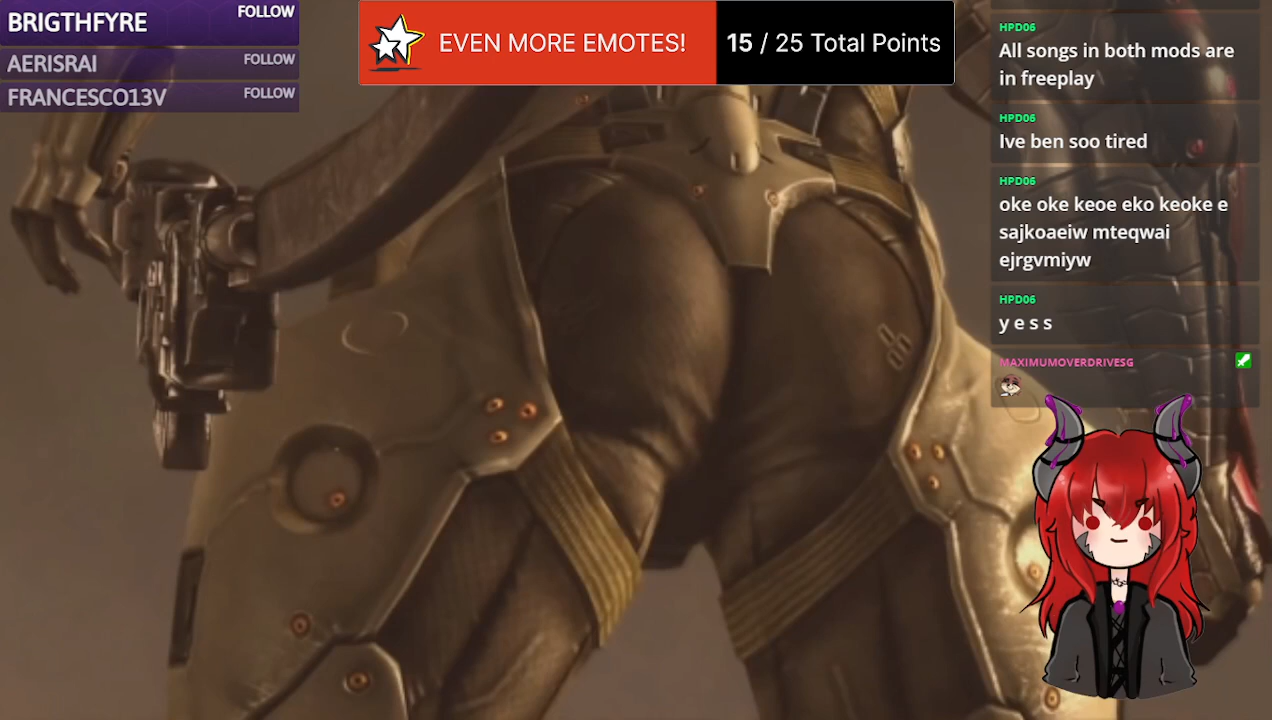 BRIGTHFYRE FOLLOW
AERISRAI FOLLOW
FRANCESCO13V FOLLOW
EVEN MORE EMOTES! 15 / 25 Total Points
HPD06
All songs in both mods are
in freeplay
HPD06
Ive ben soo tired
HPD06
oke oke keoe eko keoke e
sajkoaeiw mteqwai
ejrgvmiyw
HPD06
y e s s
MAXIMUMOVERDRIVESG